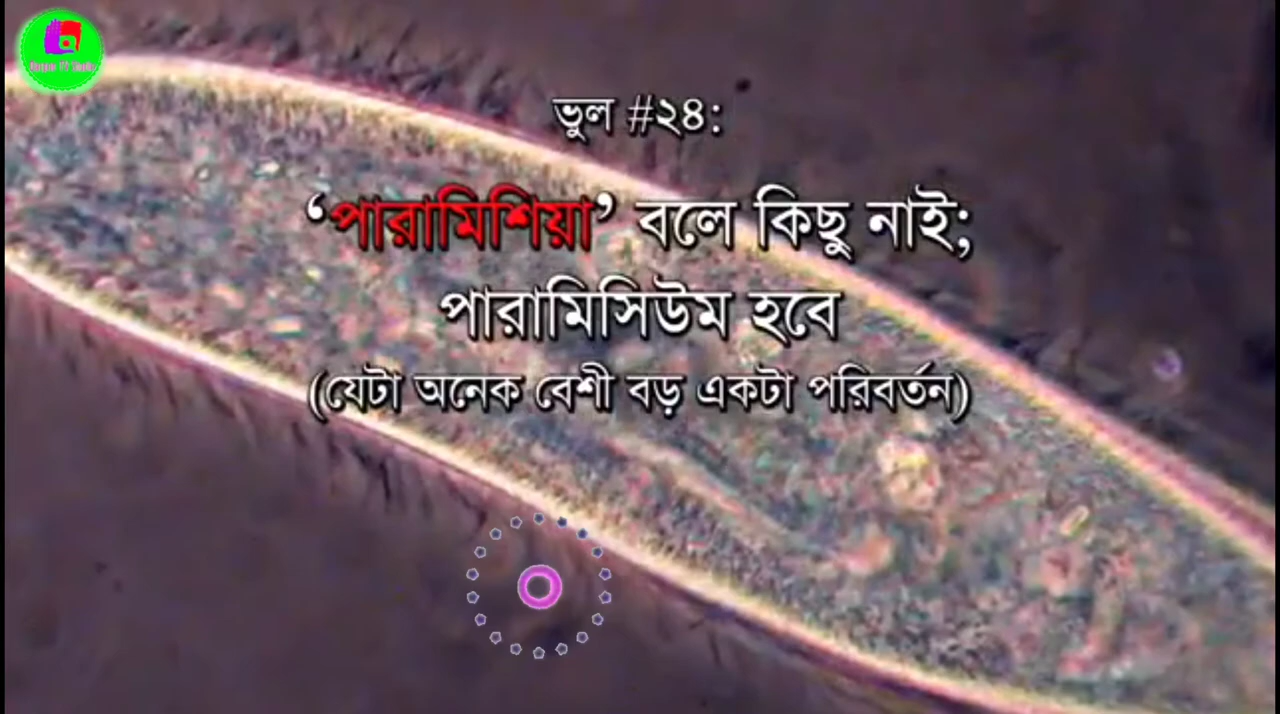 ভুল #২৪:
‘পারামিশিয়া’ বলে কিছু নাই;
পারামিসিউম হবে
(যেটা অনেক বেশী বড় একটা পরিবর্তন)